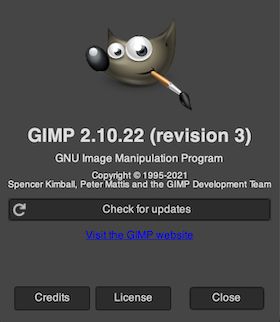 GIMP 2.10.22 (revision 3)
GNU Image Manipulation Program
Copyright © 1995-2021
Spencer Kimball, Peter Mattis and the GIMP Development Team
Check for updates
Visit the GIMP website
Credits
License
Close